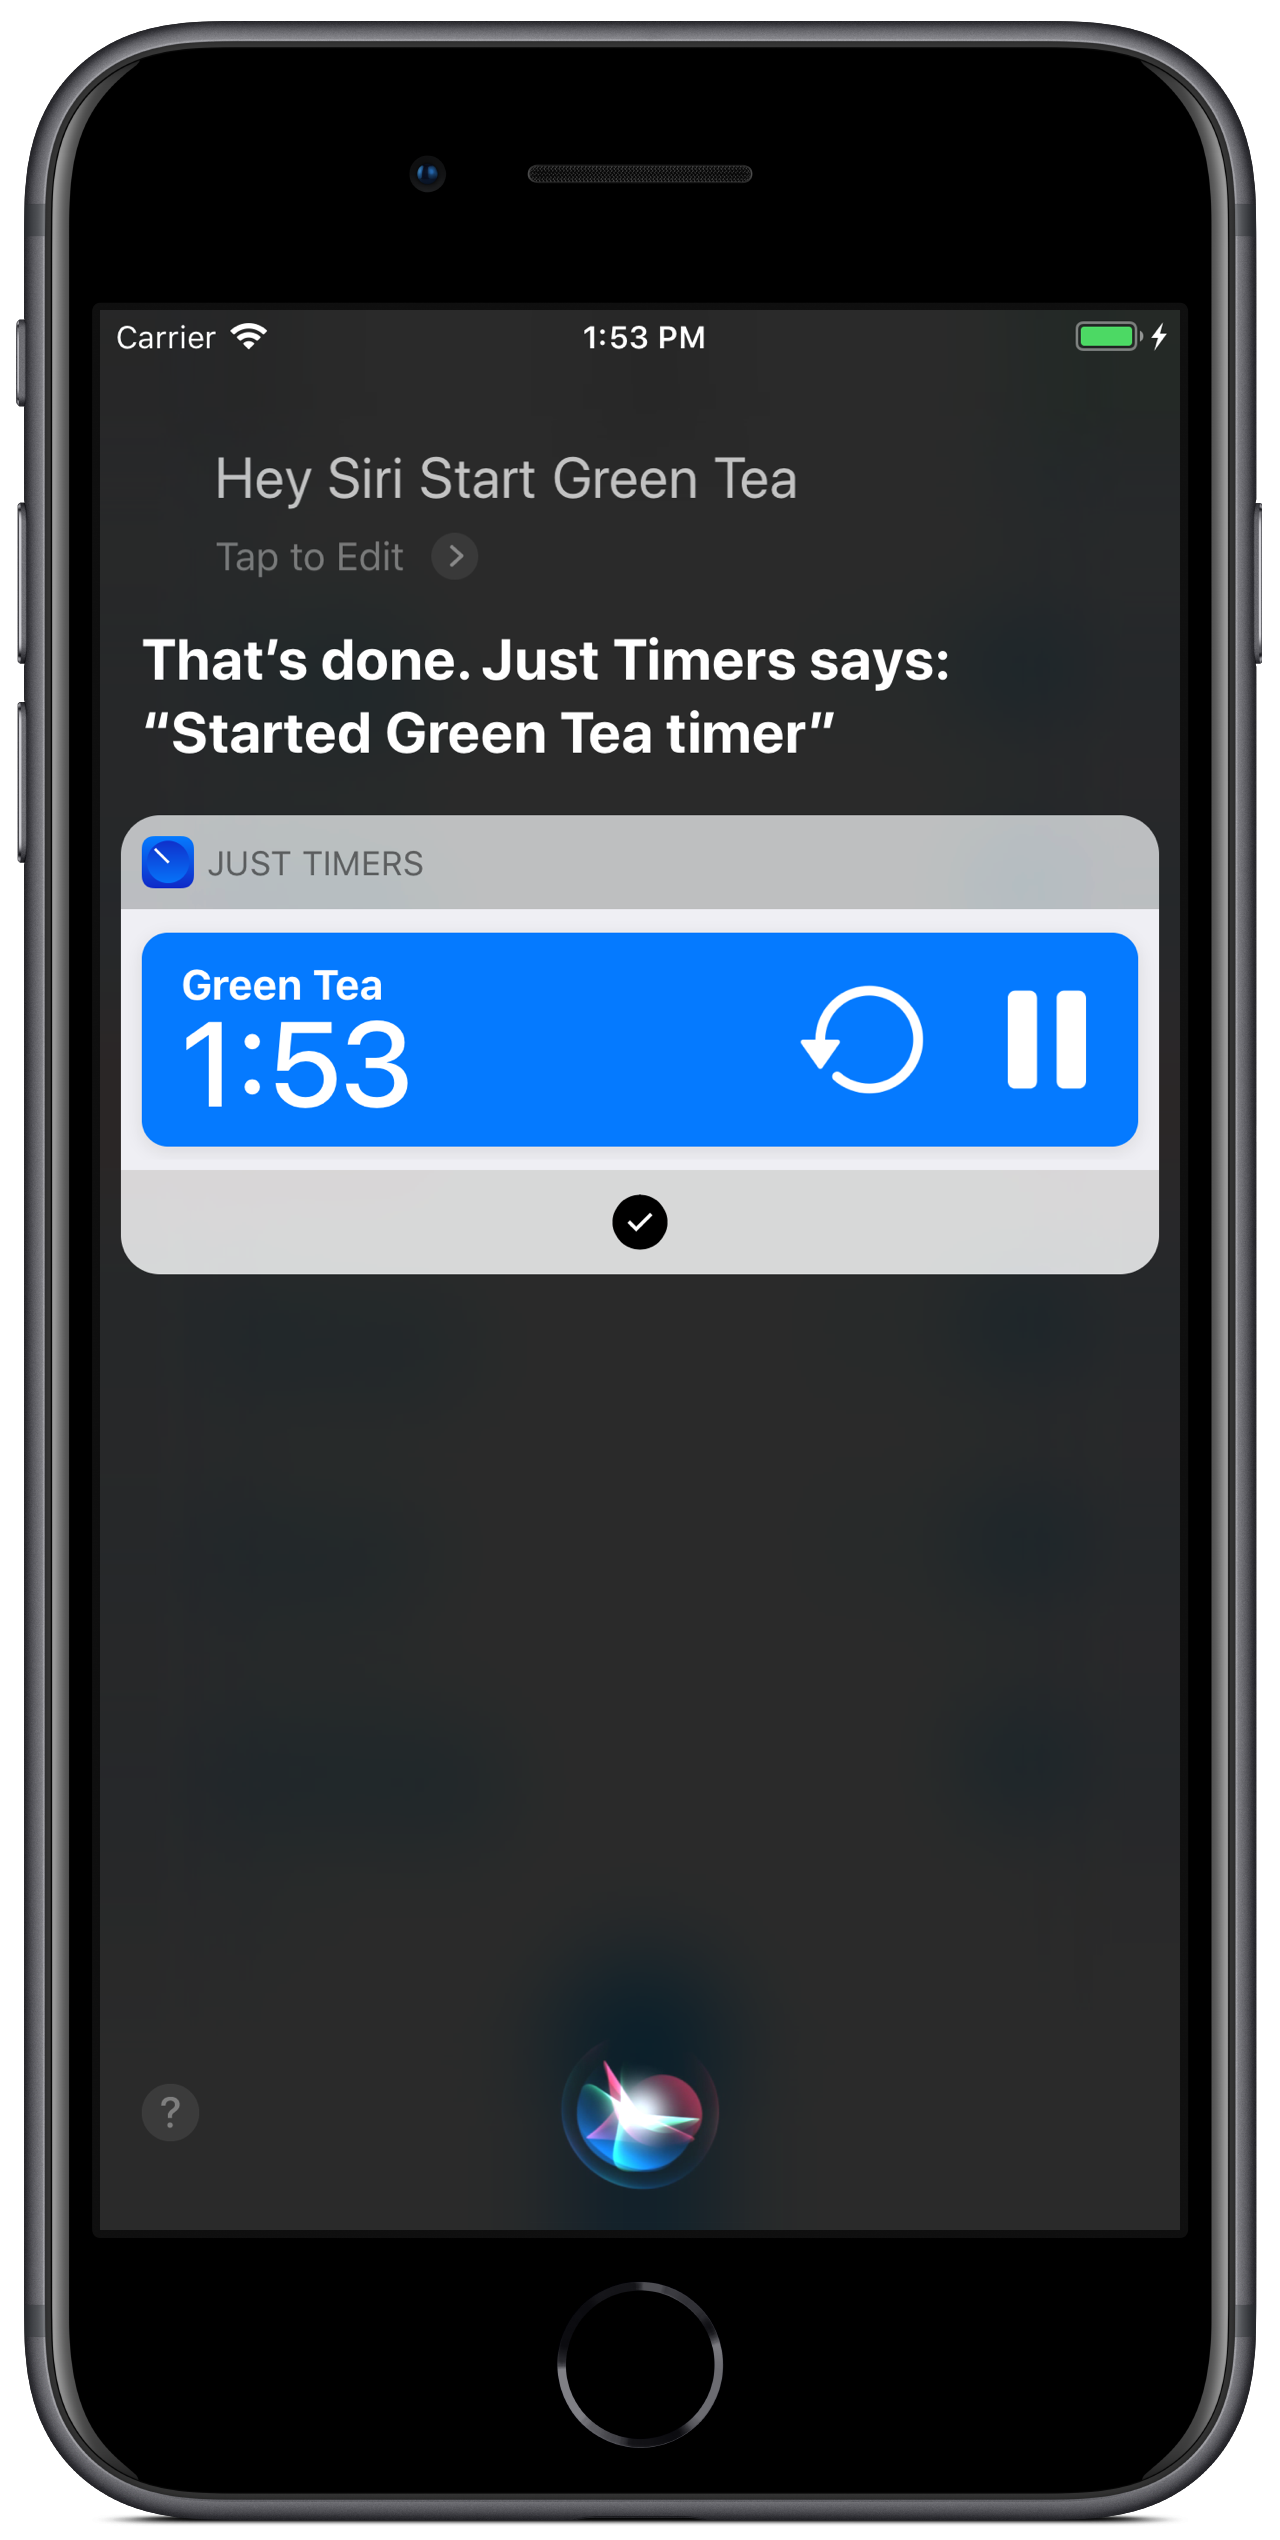 Carrier 1:53 PM
Hey Siri Start Green Tea
Tap to Edit
That’s done. Just Timers says:
“Started Green Tea timer”
JUST TIMERS
Green Tea
1:53
?